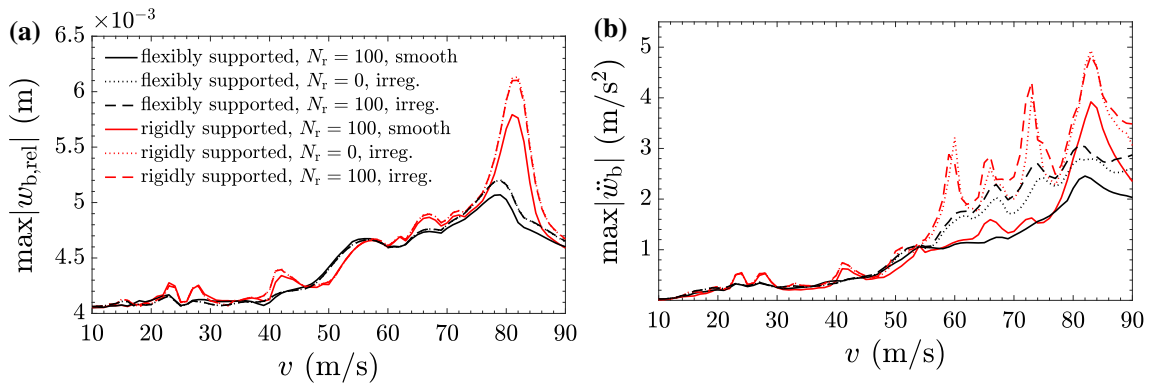 (a)
×10⁻³
6.5
6
5.5
5
4.5
4
max|w_b,rel| (m)
flexibly supported, N_r = 100, smooth
flexibly supported, N_r = 0, irreg.
flexibly supported, N_r = 100, irreg.
rigidly supported, N_r = 100, smooth
rigidly supported, N_r = 0, irreg.
rigidly supported, N_r = 100, irreg.
10 20 30 40 50 60 70 80 90
v (m/s)
(b)
5
4
3
2
1
max|ẅ_b| (m/s²)
10 20 30 40 50 60 70 80 90
v (m/s)